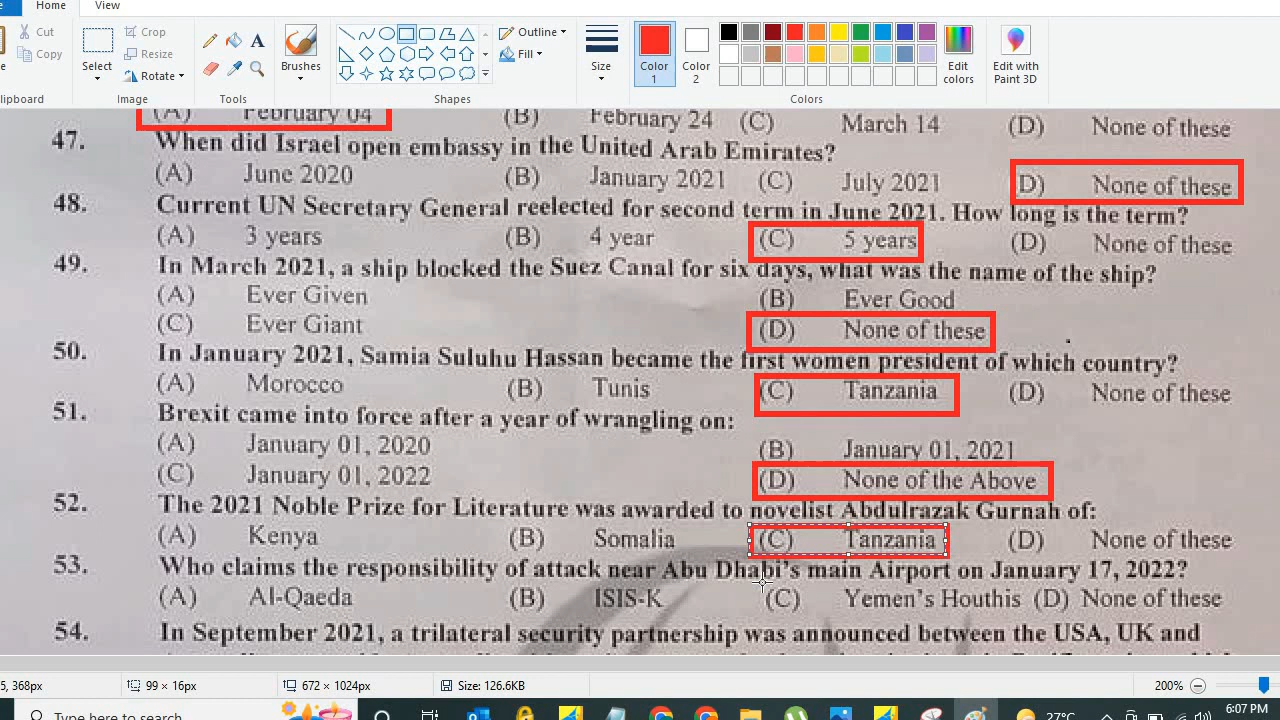 Home
View
Cut
Copy
Select
Crop
Resize
Rotate
Brushes
Outline
Fill
Size
Color 1
Color 2
Edit colors
Edit with Paint 3D
lipboard
Image
Tools
Shapes
Colors
(A) February 04 (B) February 24 (C) March 14 (D) None of these
47. When did Israel open embassy in the United Arab Emirates?
(A) June 2020 (B) January 2021 (C) July 2021 D) None of these
48. Current UN Secretary General reelected for second term in June 2021. How long is the term?
(A) 3 years (B) 4 year (C) 5 years (D) None of these
49. In March 2021, a ship blocked the Suez Canal for six days, what was the name of the ship?
(A) Ever Given (B) Ever Good
(C) Ever Giant (D) None of these
50. In January 2021, Samia Suluhu Hassan became the first women president of which country?
(A) Morocco (B) Tunis (C) Tanzania (D) None of these
51. Brexit came into force after a year of wrangling on:
(A) January 01, 2020 (B) January 01, 2021
(C) January 01, 2022 (D) None of the Above
52. The 2021 Noble Prize for Literature was awarded to novelist Abdulrazak Gurnah of:
(A) Kenya (B) Somalia (C) Tanzania (D) None of these
53. Who claims the responsibility of attack near Abu Dhabi's main Airport on January 17, 2022?
(A) Al-Qaeda (B) ISIS-K (C) Yemen's Houthis (D) None of these
54. In September 2021, a trilateral security partnership was announced between the USA, UK and
5, 368px 99 × 16px 672 × 1024px Size: 126.6KB 200%
Type here to search 27°C 6:07 PM